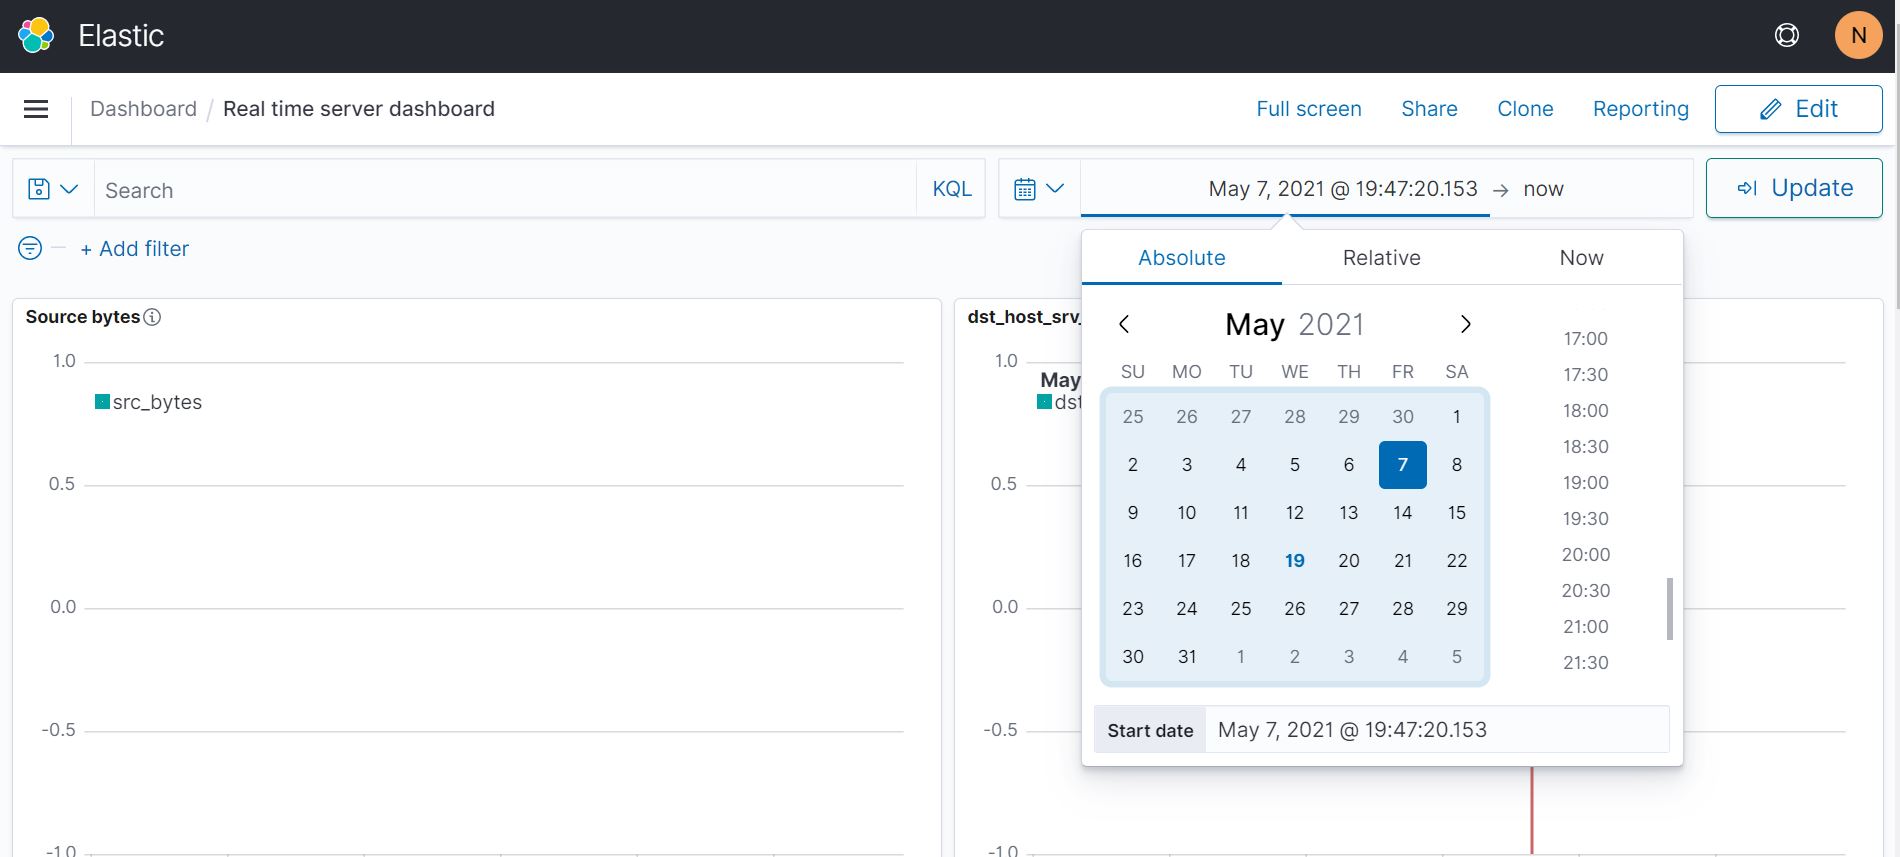 Elastic
N
Dashboard / Real time server dashboard
Full screen Share Clone Reporting Edit
Search KQL
May 7, 2021 @ 19:47:20.153 → now
Update
+ Add filter
Absolute Relative Now
Source bytes
1.0
src_bytes
0.5
0.0
-0.5
-1.0
dst_host_srv_
1.0
May
dst
0.5
0.0
-0.5
-1.0
May 2021
SU MO TU WE TH FR SA
25 26 27 28 29 30 1
2 3 4 5 6 7 8
9 10 11 12 13 14 15
16 17 18 19 20 21 22
23 24 25 26 27 28 29
30 31 1 2 3 4 5
17:00
17:30
18:00
18:30
19:00
19:30
20:00
20:30
21:00
21:30
Start date May 7, 2021 @ 19:47:20.153